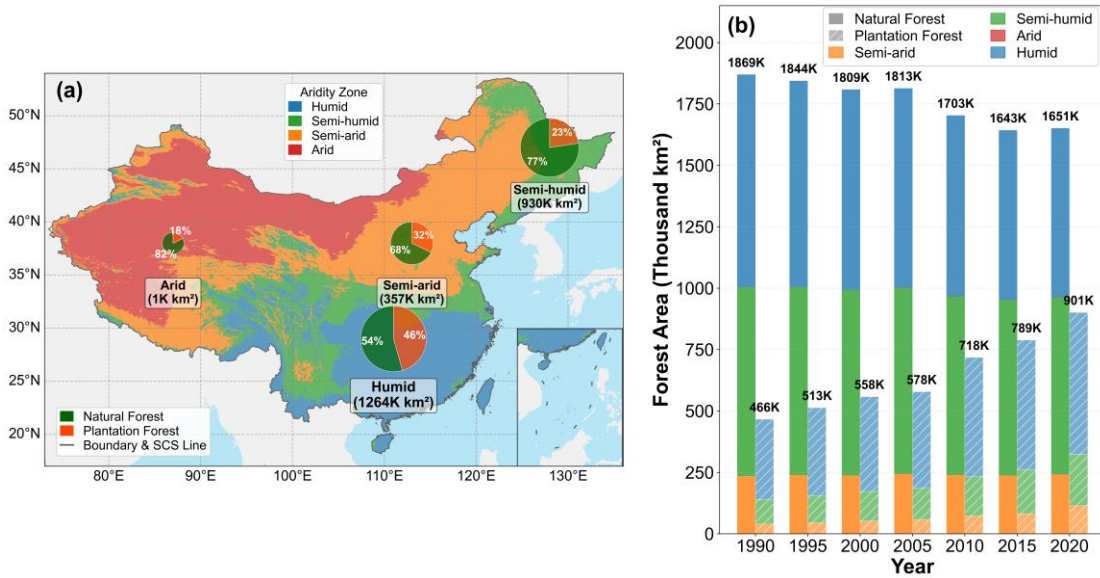 (a)
Aridity Zone
Humid
Semi-humid
Semi-arid
Arid
50°N
45°N
40°N
35°N
30°N
25°N
20°N
23%
77%
Semi-humid
(930K km²)
18%
82%
Arid
(1K km²)
32%
68%
Semi-arid
(357K km²)
54%
46%
Humid
(1264K km²)
Natural Forest
Plantation Forest
Boundary & SCS Line
80°E 90°E 100°E 110°E 120°E 130°E
(b)
Natural Forest
Plantation Forest
Semi-arid
Semi-humid
Arid
Humid
Forest Area (Thousand km²)
2000
1750
1500
1250
1000
750
500
250
0
1869K 1844K 1809K 1813K 1703K 1643K 1651K
466K 513K 558K 578K 718K 789K 901K
1990 1995 2000 2005 2010 2015 2020
Year